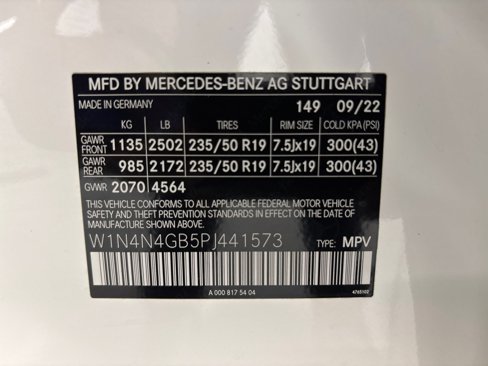 MFD BY MERCEDES-BENZ AG STUTTGART
MADE IN GERMANY 149 09/22
KG LB TIRES RIM SIZE COLD KPA(PSI)
GAWR FRONT 1135 2502 235/50 R19 7.5Jx19 300(43)
GAWR REAR 985 2172 235/50 R19 7.5Jx19 300(43)
GVWR 2070 4564
THIS VEHICLE CONFORMS TO ALL APPLICABLE FEDERAL MOTOR VEHICLE
SAFETY BUMPER, AND THEFT PREVENTION STANDARDS IN EFFECT ON THE DATE OF
MANUFACTURE SHOWN ABOVE.
W1N4N4GB5PJ441573 TYPE: MPV
A 000 817 54 04 4765102